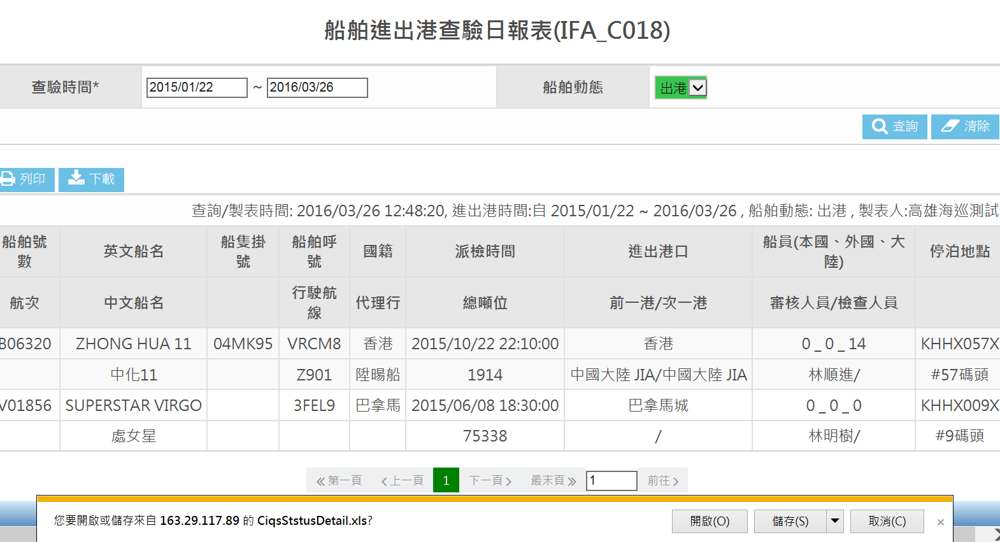 船舶進出港查驗日報表(IFA_C018)
查驗時間* 2015/01/22 ~ 2016/03/26 船舶動態 出港
查詢 清除
列印 下載
查詢/製表時間: 2016/03/26 12:48:20, 進出港時間:自 2015/01/22 ~ 2016/03/26 , 船舶動態: 出港 , 製表人:高雄海巡測試
船舶號數 英文船名 船隻掛號 船舶呼號 國籍 派檢時間 進出港口 船員(本國、外國、大陸) 停泊地點
航次 中文船名 行駛航線 代理行 總噸位 前一港/次一港 審核人員/檢查人員
B06320 ZHONG HUA 11 04MK95 VRCM8 香港 2015/10/22 22:10:00 香港 0 _ 0 _ 14 KHHX057X
中化11 Z901 陞暘船 1914 中國大陸 JIA/中國大陸 JIA 林順進/ #57碼頭
V01856 SUPERSTAR VIRGO 3FEL9 巴拿馬 2015/06/08 18:30:00 巴拿馬城 0 _ 0 _ 0 KHHX009X
處女星 75338 / 林明樹/ #9碼頭
第一頁 上一頁 1 下一頁 最末頁 1 前往
您要開啟或儲存來自 163.29.117.89 的 CiqsStstusDetail.xls? 開啟(O) 儲存(S) 取消(C) ×